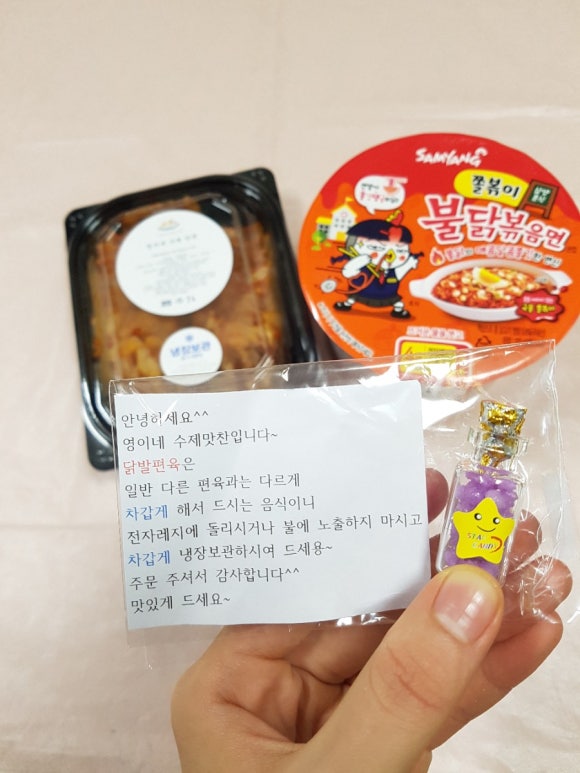 SAMYANG
쫄볶이
불닭볶음면
냉장보관
안녕하세요^^
영이네 수제맛찬입니다~
닭발편육은
일반 다른 편육과는 다르게
차갑게 해서 드시는 음식이니
전자레지에 돌리시거나 불에 노출하지 마시고
차갑게 냉장보관하시여 드세용~
주문 주셔서 감사합니다^^
맛있게 드세요~
STAR
CANDY